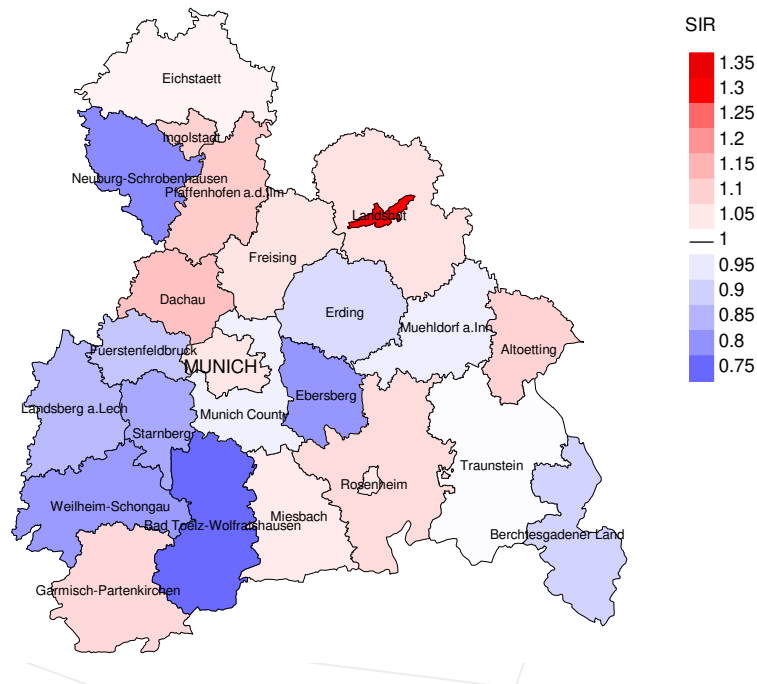 SIR
1.35
1.3
1.25
1.2
1.15
1.1
1.05
1
0.95
0.9
0.85
0.8
0.75
Eichstaett
Ingolstadt
Neuburg-Schrobenhausen
Pfaffenhofen a.d.Ilm
Landshut
Freising
Dachau
Erding
Muehldorf a.Inn
Altoetting
Fuerstenfeldbruck
MUNICH
Ebersberg
Landsberg a.Lech
Munich County
Starnberg
Traunstein
Rosenheim
Weilheim-Schongau
Miesbach
Bad Toelz-Wolfratshausen
Berchtesgadener Land
Garmisch-Partenkirchen